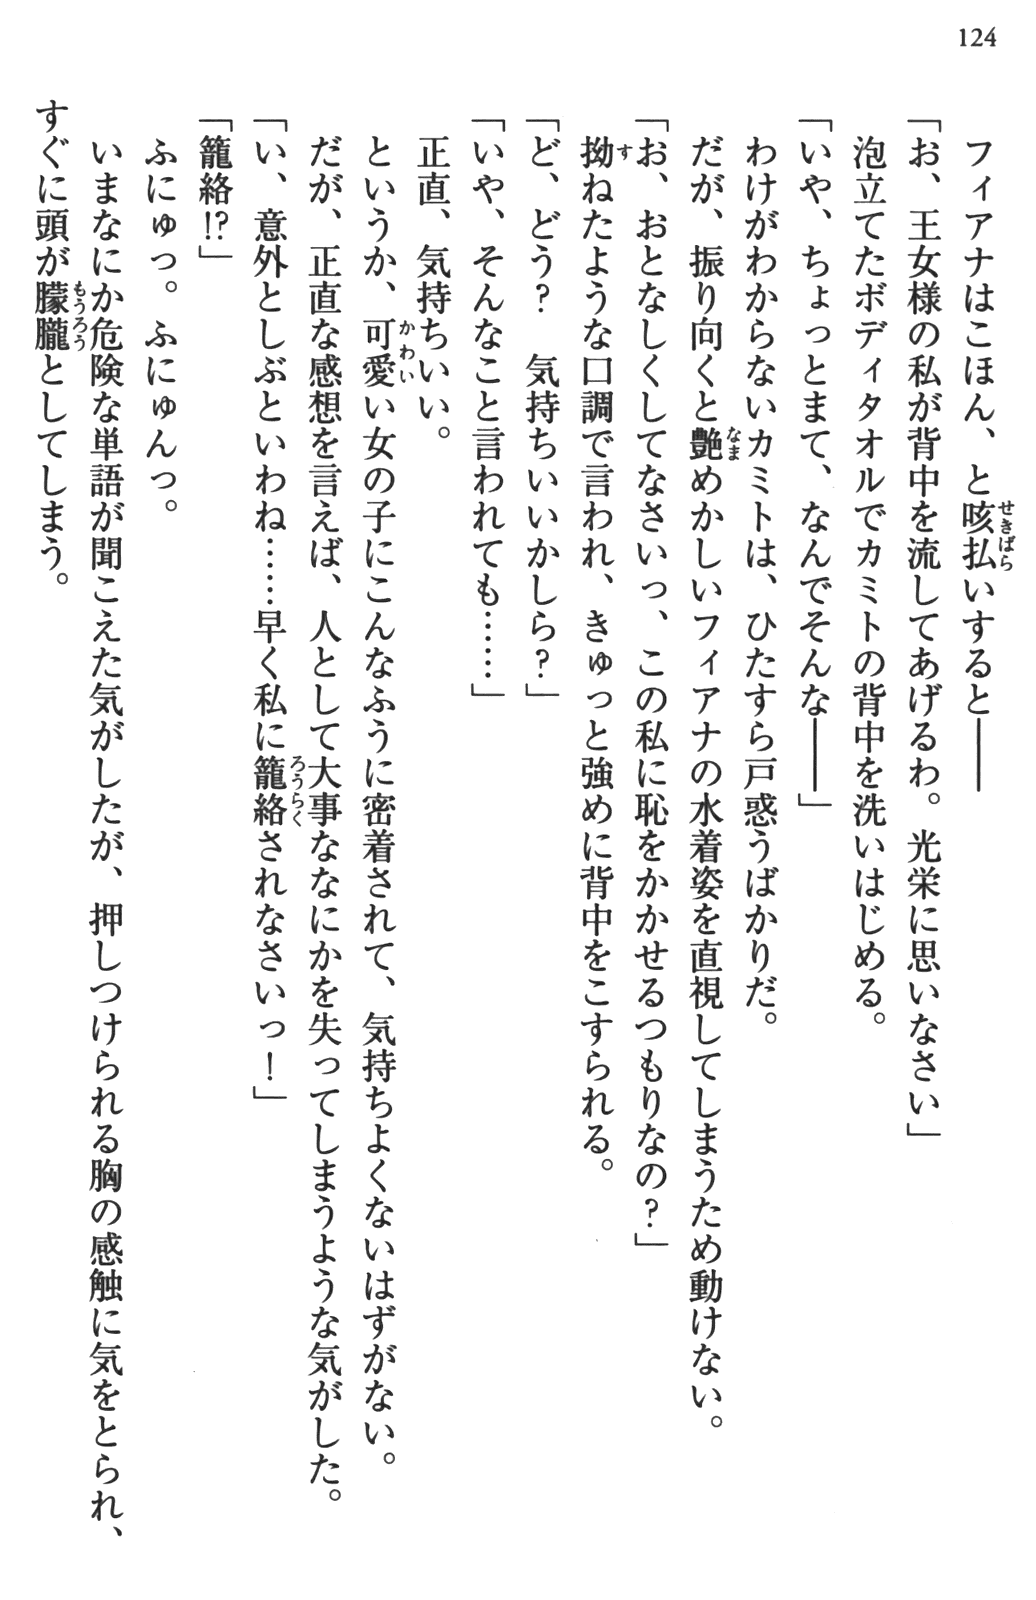 124
フィアナはこほん、と咳払いすると――
「お、王女様の私が背中を流してあげるわ。光栄に思いなさい」
泡立てたボディタオルでカミトの背中を洗いはじめる。
「いや、ちょっとまて、なんでそんな――」
わけがわからないカミトは、ひたすら戸惑うばかりだ。
だが、振り向くと艶めかしいフィアナの水着姿を直視してしまうため動けない。
「お、おとなしくしてなさいっ、この私に恥をかかせるつもりなの？」
拗ねたような口調で言われ、きゅっと強めに背中をこすられる。
「ど、どう？　気持ちいいかしら？」
「いや、そんなこと言われても……」
正直、気持ちいい。
というか、可愛い女の子にこんなふうに密着されて、気持ちよくないはずがない。
だが、正直な感想を言えば、人として大事ななにかを失ってしまうような気がした。
「い、意外としぶといわね……早く私に籠絡されなさいっ！」
「籠絡!?」
ふにゅっ。ふにゅんっ。
いまなにか危険な単語が聞こえた気がしたが、押しつけられる胸の感触に気をとられ、
すぐに頭が朦朧としてしまう。